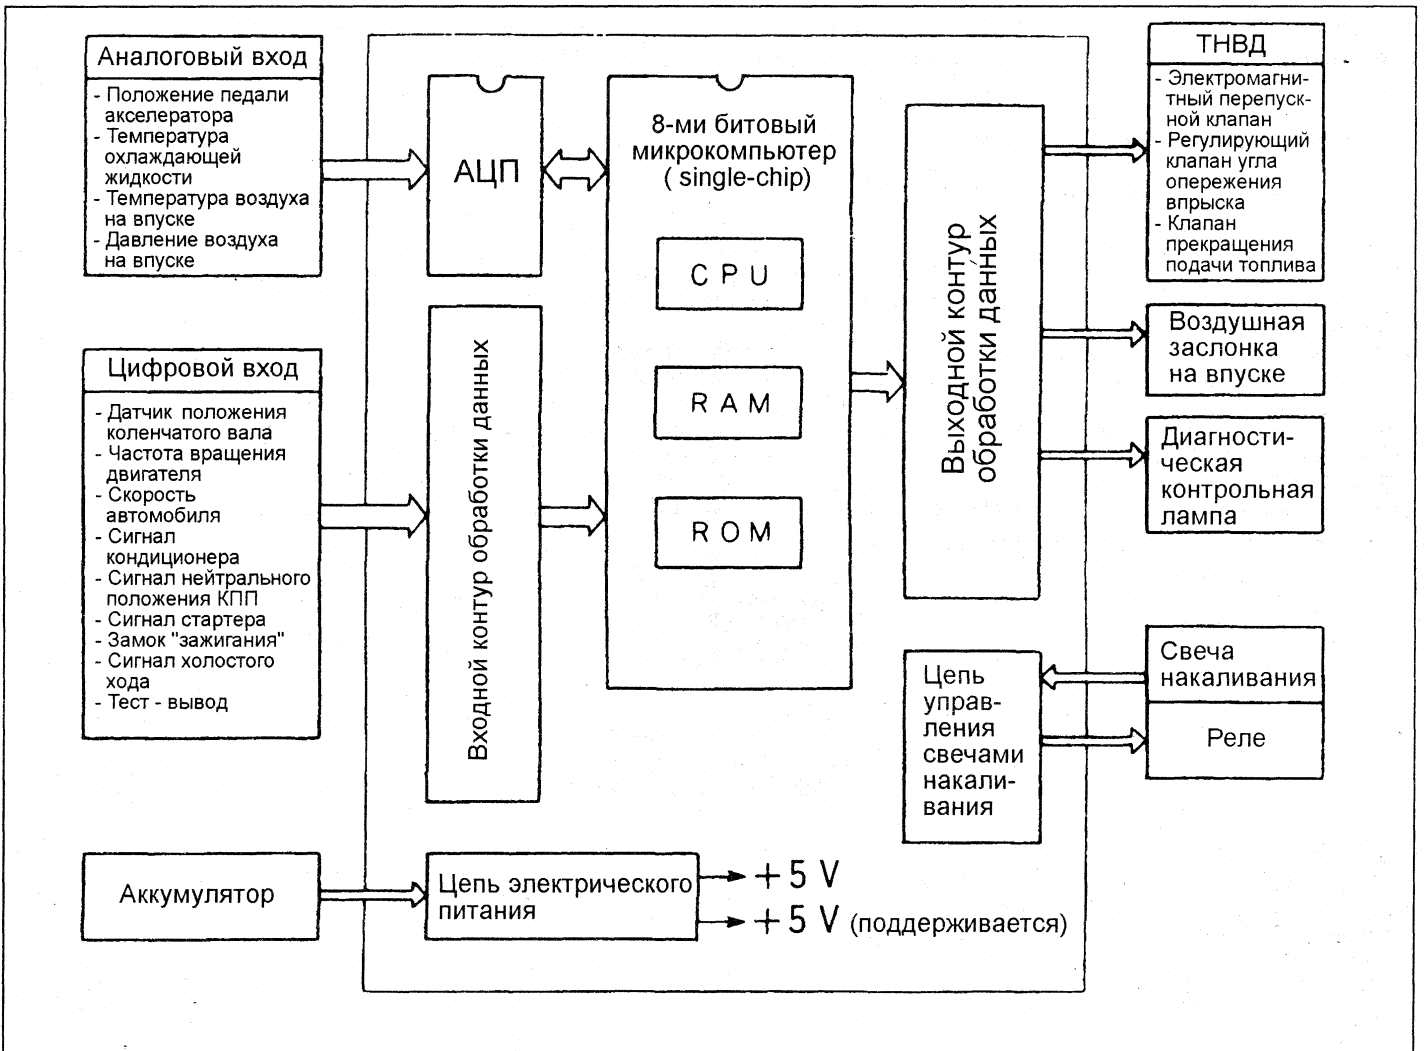 Аналоговый вход
- Положение педали
акселератора
- Температура
охлаждающей
жидкости
- Температура воздуха
на впуске
- Давление воздуха
на впуске
Цифровой вход
- Датчик положения
коленчатого вала
- Частота вращения
двигателя
- Скорость
автомобиля
- Сигнал
кондиционера
- Сигнал нейтрального
положения КПП
- Сигнал стартера
- Замок "зажигания"
- Сигнал холостого
хода
- Тест - вывод
Аккумулятор
АЦП
Входной контур обработки данных
8-ми битовый
микрокомпьютер
( single-chip)
CPU
RAM
ROM
Выходной контур
обработки данных
Цепь
управ-
ления
свечами
накали-
вания
Цепь электрического
питания
+ 5 V
+ 5 V (поддерживается)
ТНВД
- Электромагни-
тный перепуск-
ной клапан
- Регулирующий
клапан угла
опережения
впрыска
- Клапан
прекращения
подачи топлива
Воздушная
заслонка
на впуске
Диагности-
ческая
контрольная
лампа
Свеча
накаливания
Реле